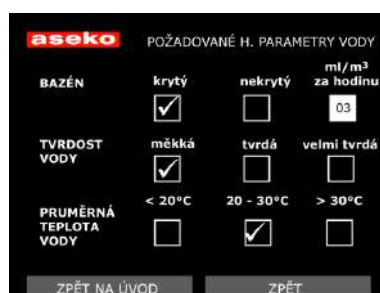 aseko POŽADOVANÉ H. PARAMETRY VODY
ml/m³
BAZÉN krytý nekrytý za hodinu
03
TVRDOST VODY měkká tvrdá velmi tvrdá
< 20°C 20 - 30°C > 30°C
PRUMĚRNÁ
TEPLOTA
VODY
ZPĚT NA ÚVOD ZPĚT